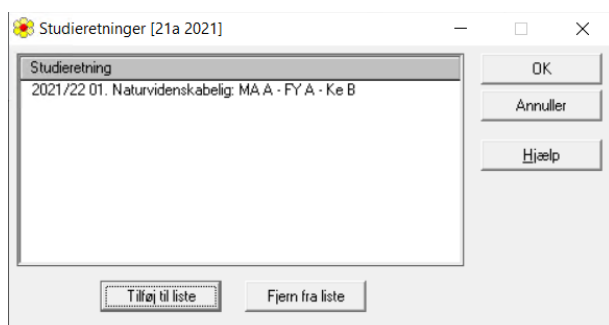 Studieretninger [21a 2021]
Studieretning
2021/22 01. Naturvidenskabelig: MA A - FY A - Ke B
OK
Annuller
Hjælp
Tilføj til liste
Fjern fra liste